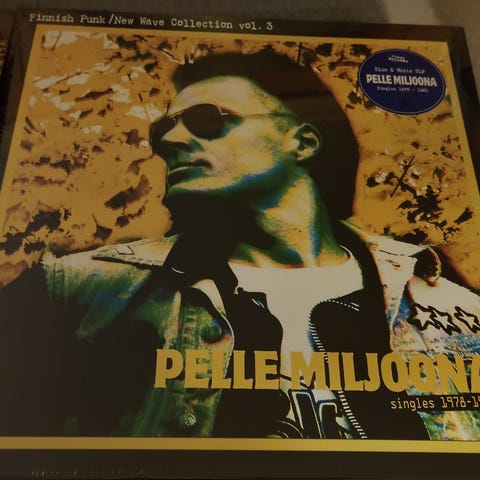 Finnish Punk/New Wave Collection vol. 3
Blue & White 2LP
PELLE MILJOONA
Singles 1978 - 1981
PELLE MILJOONA
singles 1978-19